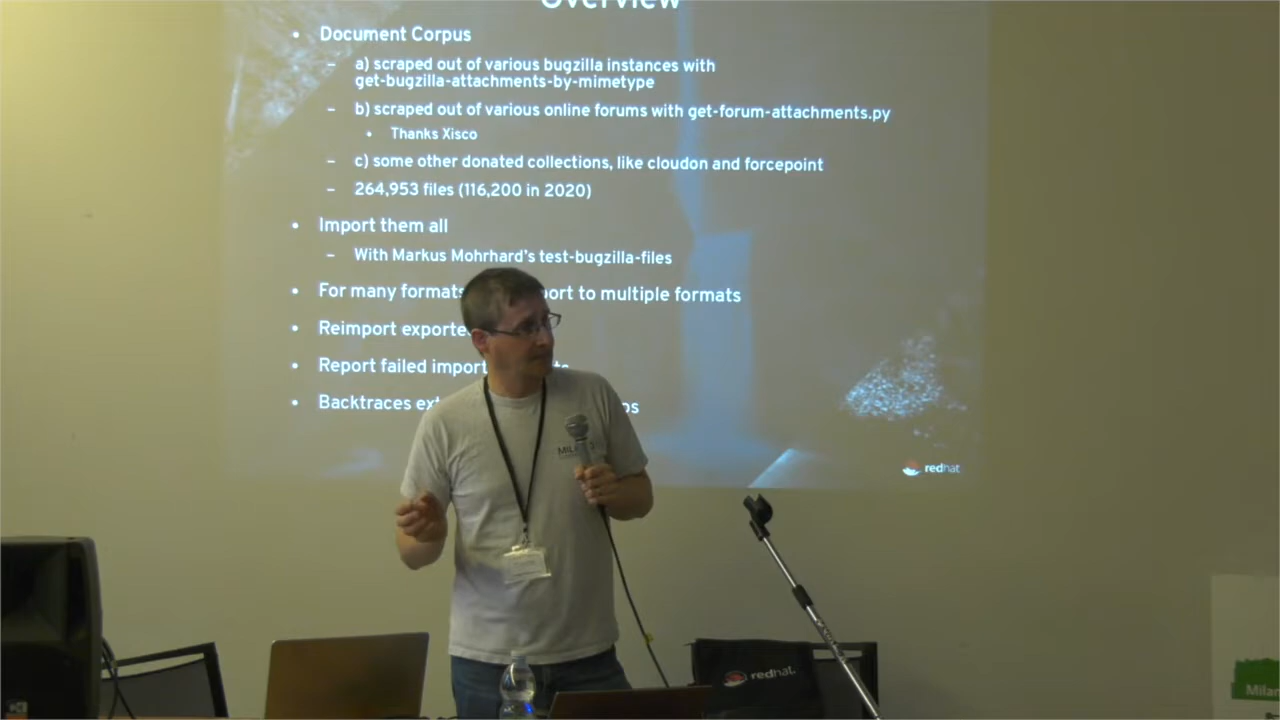 Overview
• Document Corpus
– a) scraped out of various bugzilla instances with
get-bugzilla-attachments-by-mimetype
– b) scraped out of various online forums with get-forum-attachments.py
• Thanks Xisco
– c) some other donated collections, like cloudon and forcepoint
– 264,953 files (116,200 in 2020)
• Import them all
– With Markus Mohrhard's test-bugzilla-files
• For many formats to multiple formats
• Reimport
• Report failed
• Backtraces
redhat
redhat.